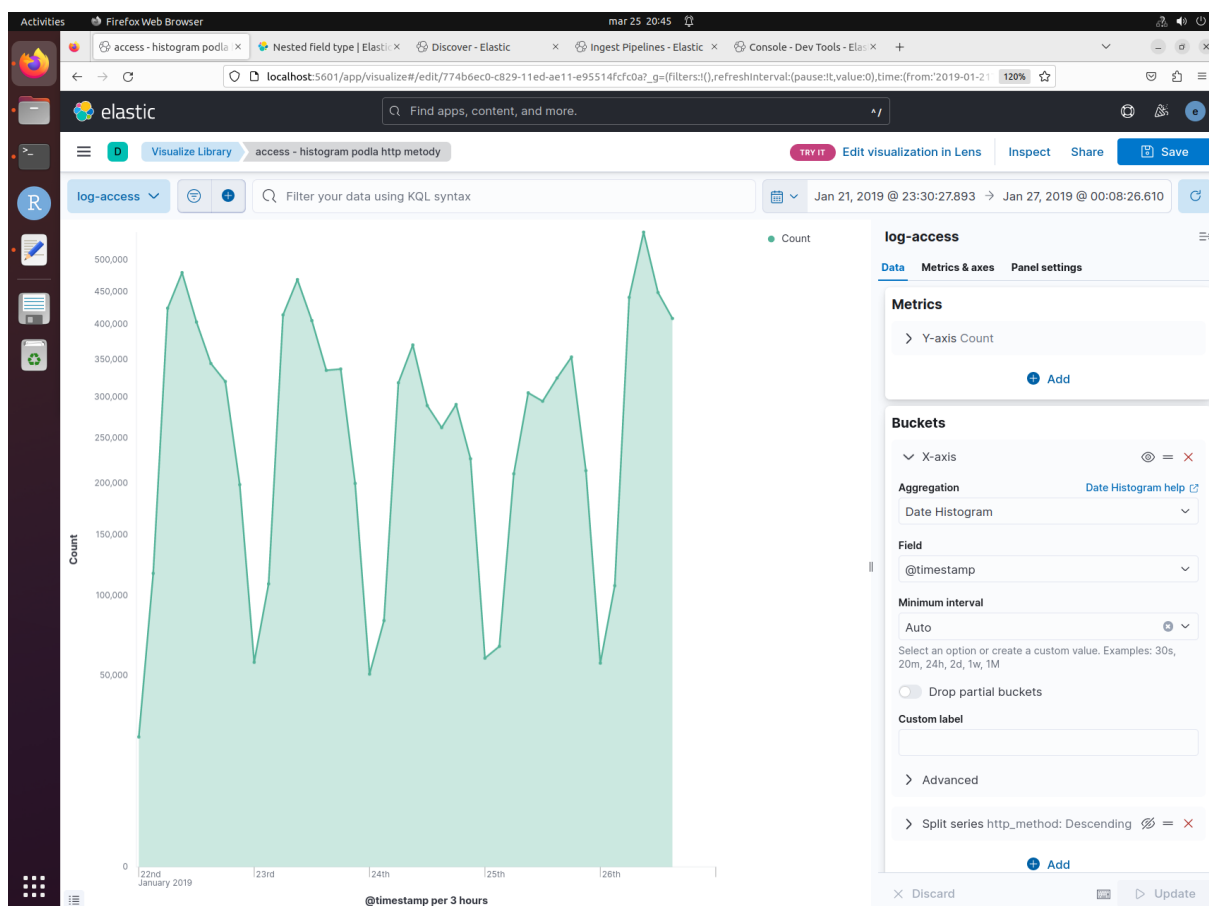 Activities Firefox Web Browser mar 25 20:45
access - histogram podla × Nested field type | Elastic × Discover - Elastic × Ingest Pipelines - Elastic × Console - Dev Tools - Elas × +
localhost:5601/app/visualize#/edit/774b6ec0-c829-11ed-ae11-e95514fcfc0a?_g=(filters:!(),refreshInterval:(pause:!t,value:0),time:(from:'2019-01-21 120%
elastic Find apps, content, and more. ^/ e
D Visualize Library access - histogram podla http metody TRY IT Edit visualization in Lens Inspect Share Save
log-access Filter your data using KQL syntax Jan 21, 2019 @ 23:30:27.893 → Jan 27, 2019 @ 00:08:26.610
R
Count
500,000
450,000
400,000
350,000
300,000
250,000
200,000
150,000
100,000
50,000
0
Count
22nd 23rd 24th 25th 26th
January 2019
@timestamp per 3 hours
log-access
Data Metrics & axes Panel settings
Metrics
Y-axis Count
Add
Buckets
X-axis
Aggregation Date Histogram help
Date Histogram
Field
@timestamp
Minimum interval
Auto
Select an option or create a custom value. Examples: 30s,
20m, 24h, 2d, 1w, 1M
Drop partial buckets
Custom label
Advanced
Split series http_method: Descending
Add
Discard Update